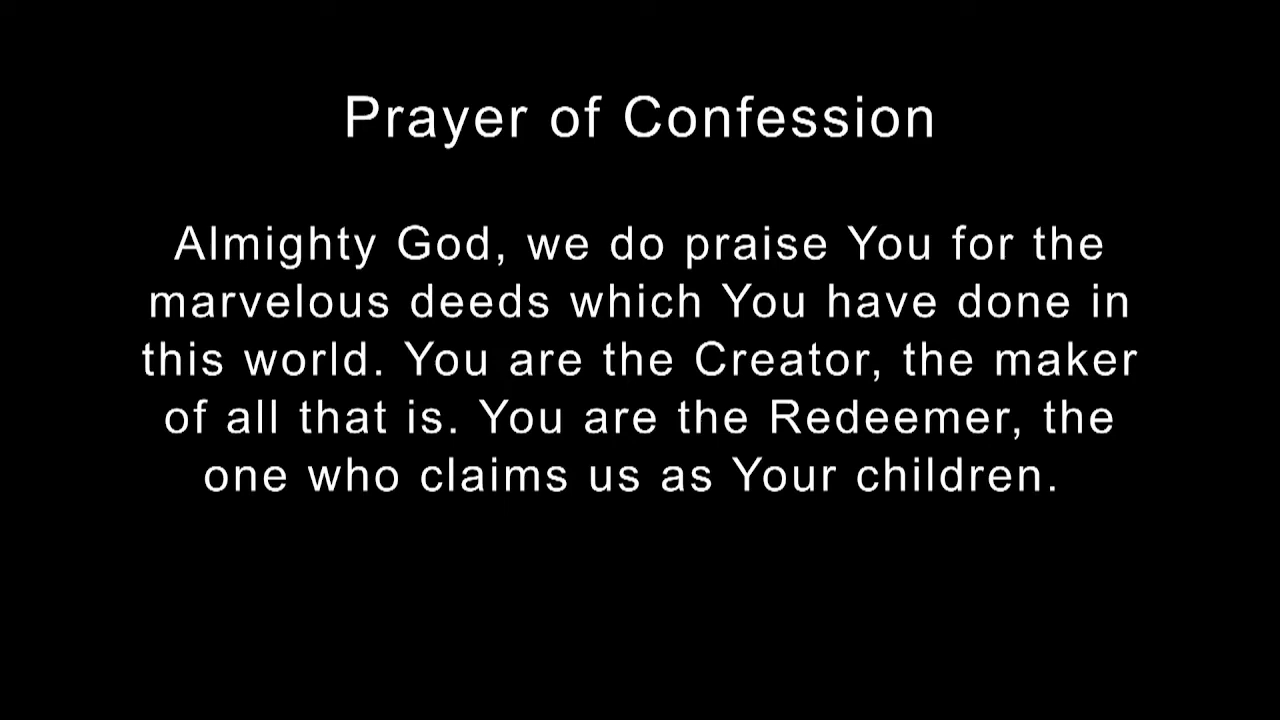 Prayer of Confession
Almighty God, we do praise You for the
marvelous deeds which You have done in
this world. You are the Creator, the maker
of all that is. You are the Redeemer, the
one who claims us as Your children.